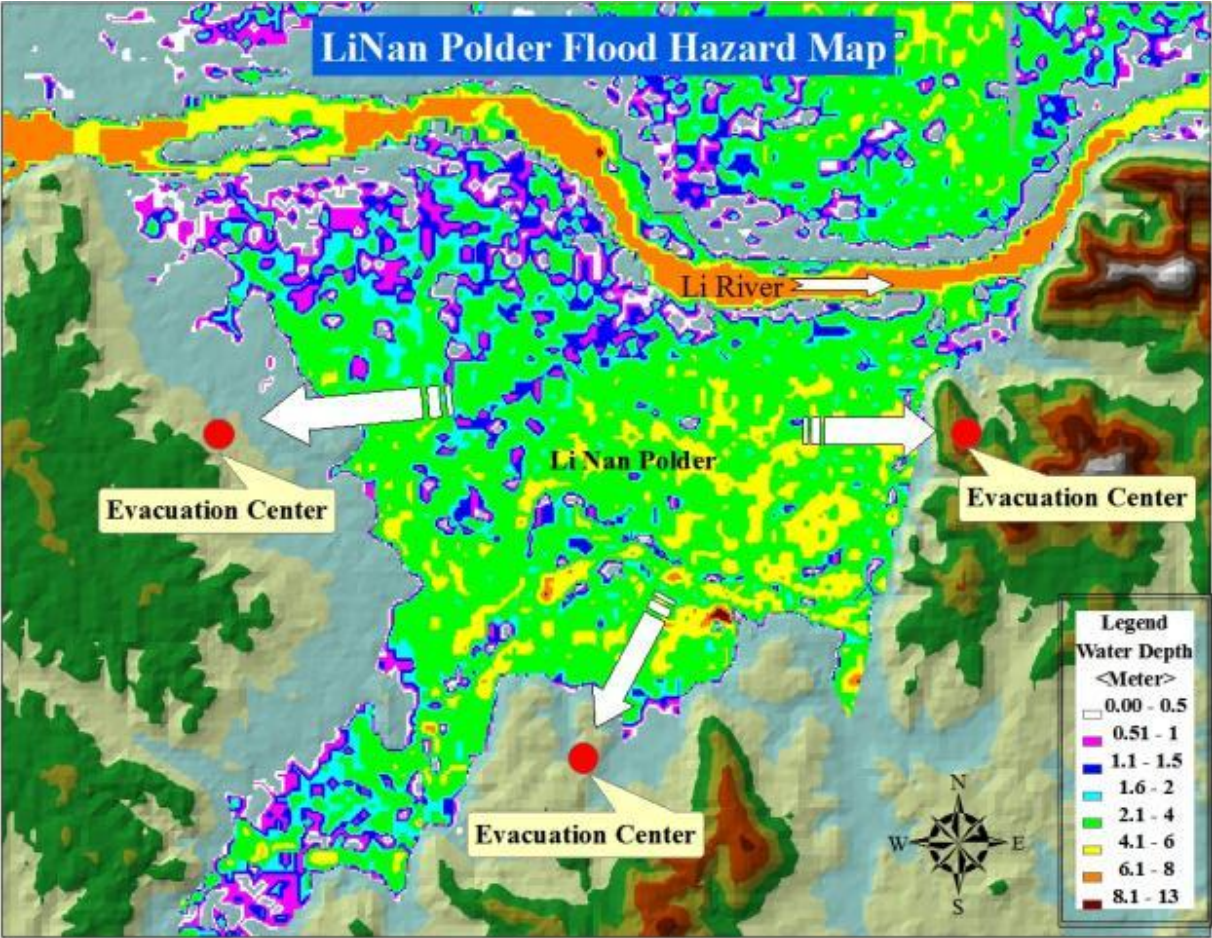 LiNan Polder Flood Hazard Map
Li River
Li Nan Polder
Evacuation Center
Evacuation Center
Evacuation Center
Legend
Water Depth
<Meter>
0.00 - 0.5
0.51 - 1
1.1 - 1.5
1.6 - 2
2.1 - 4
4.1 - 6
6.1 - 8
8.1 - 13
N
W
E
S